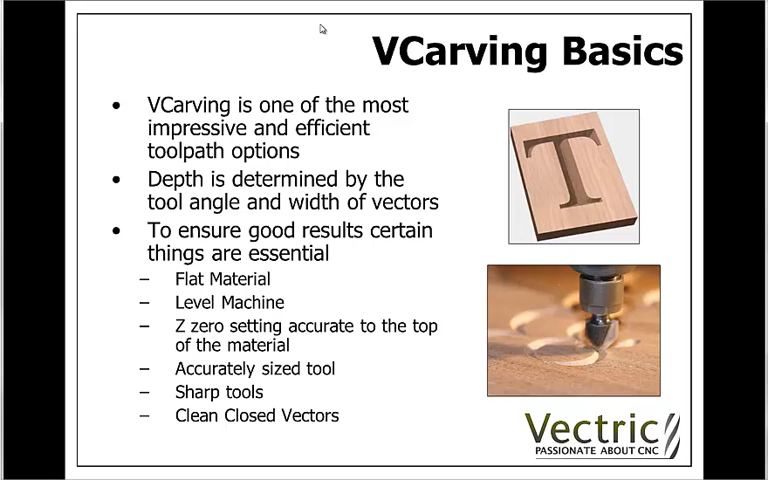 VCarving Basics
• VCarving is one of the most
impressive and efficient
toolpath options
• Depth is determined by the
tool angle and width of vectors
• To ensure good results certain
things are essential
– Flat Material
– Level Machine
– Z zero setting accurate to the top
of the material
– Accurately sized tool
– Sharp tools
– Clean Closed Vectors
T
Vectric
PASSIONATE ABOUT CNC